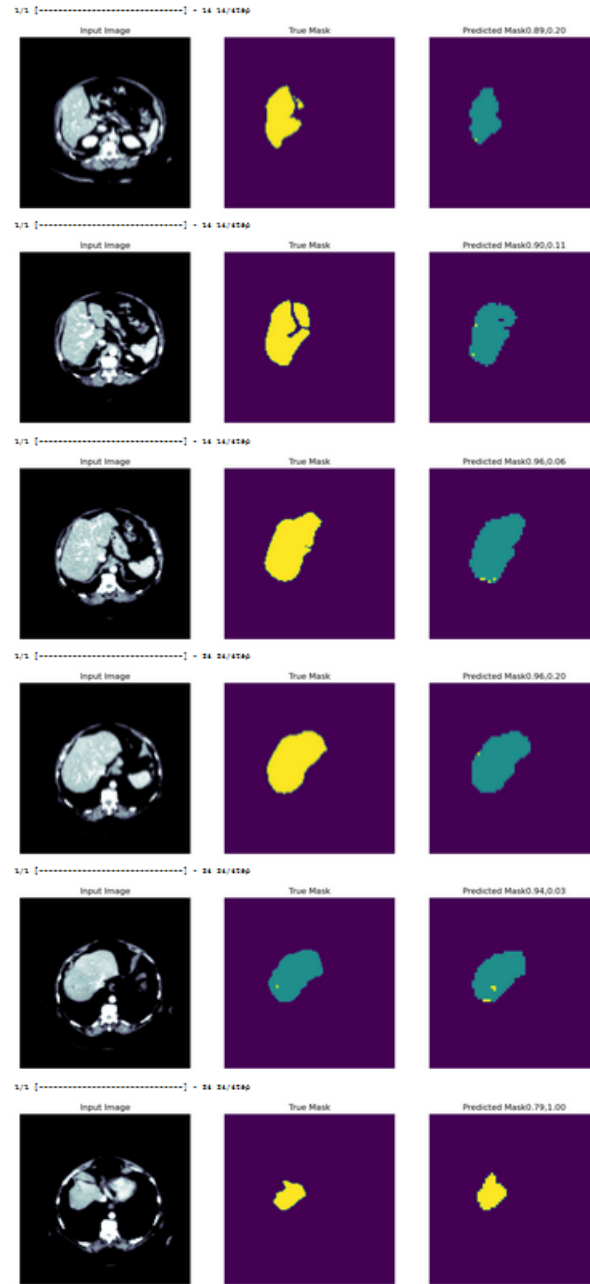 Input Image True Mask Predicted Mask0.89,0.20
Input Image True Mask Predicted Mask0.90,0.11
Input Image True Mask Predicted Mask0.96,0.06
Input Image True Mask Predicted Mask0.96,0.20
Input Image True Mask Predicted Mask0.94,0.03
Input Image True Mask Predicted Mask0.79,1.00